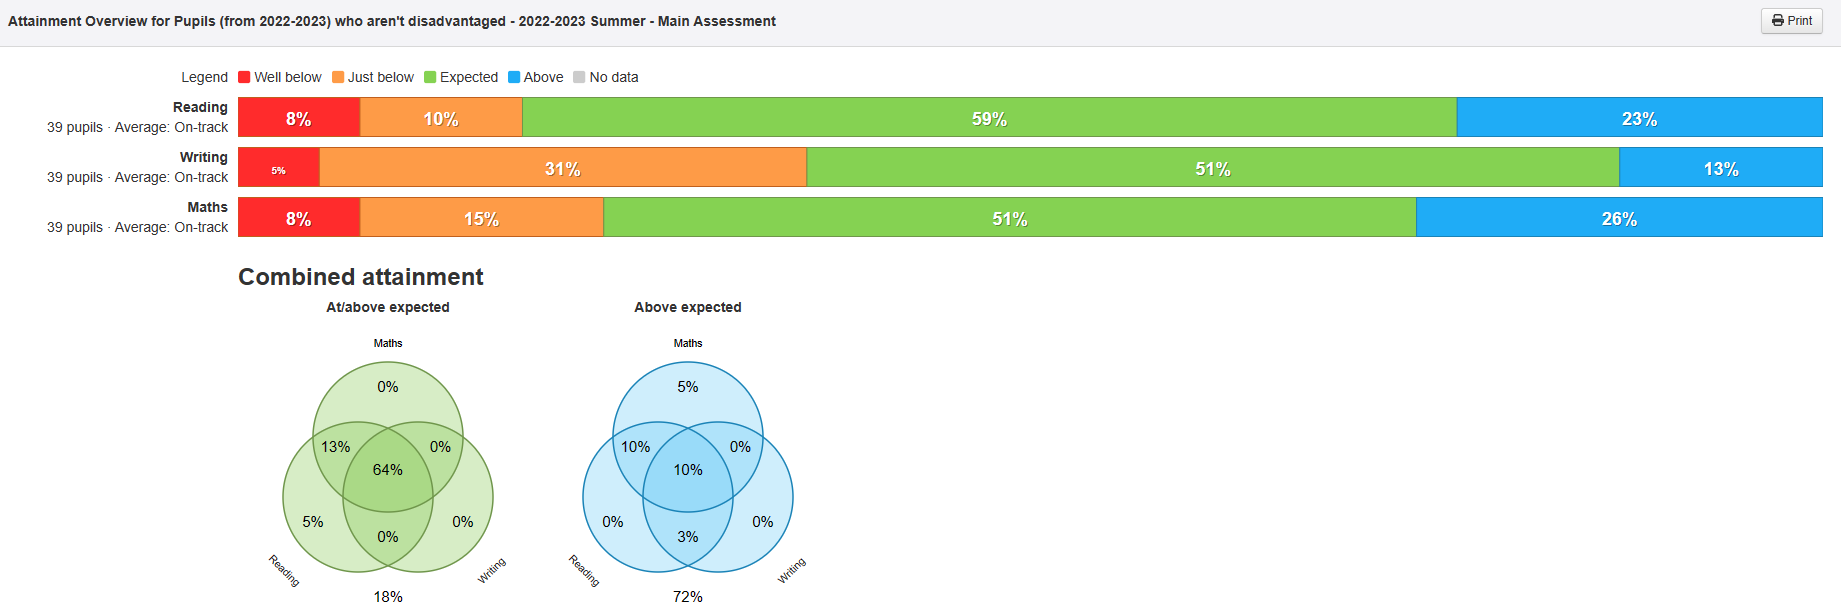 Attainment Overview for Pupils (from 2022-2023) who aren't disadvantaged - 2022-2023 Summer - Main Assessment
Print
Legend Well below Just below Expected Above No data
Reading
39 pupils · Average: On-track
8% 10% 59% 23%
Writing
39 pupils · Average: On-track
5% 31% 51% 13%
Maths
39 pupils · Average: On-track
8% 15% 51% 26%
Combined attainment
At/above expected
Maths
0%
13%
0%
64%
5%
0%
0%
Reading
Writing
18%
Above expected
Maths
5%
10%
0%
10%
0%
0%
3%
Reading
Writing
72%